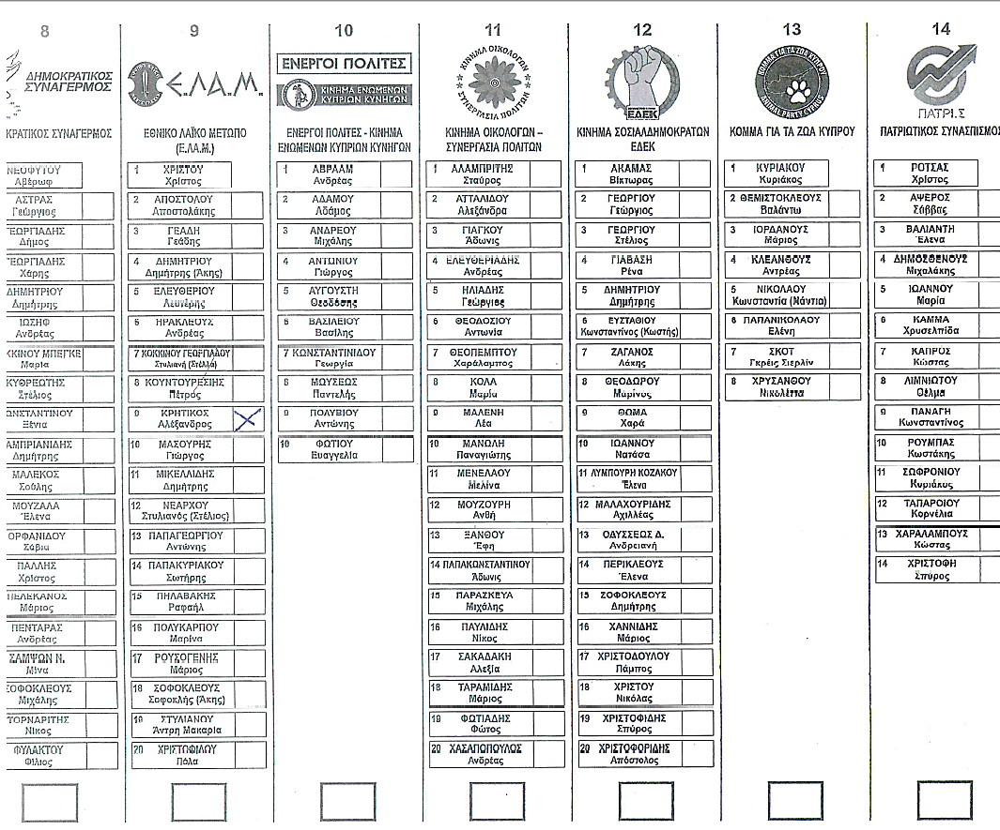 8
ΔΗΜΟΚΡΑΤΙΚΟΣ
ΣΥΝΑΓΕΡΜΟΣ
ΚΡΑΤΙΚΟΣ ΣΥΝΑΓΕΡΜΟΣ
ΝΕΟΦΥΤΟΥ
Αβέρωφ
ΑΣΤΡΑΣ
Γεώργιος
ΓΕΩΡΓΙΑΔΗΣ
Δήμος
ΓΕΩΡΓΙΑΔΗΣ
Χάρης
ΔΗΜΗΤΡΙΟΥ
Δημήτρης
ΙΩΣΗΦ
Ανδρέας
ΚΚΙΝΟΥ ΜΠΕΓΚΕ
Μαρία
ΚΥΘΡΕΩΤΗΣ
Στέλιος
ΩΝΣΤΑΝΤΙΝΟΥ
Ξένια
ΑΜΠΡΙΑΝΙΔΗΣ
Δημήτρης
ΜΑΛΕΚΟΣ
Σούλης
ΜΟΥΖΑΛΑ
Έλενα
ΟΡΦΑΝΙΔΟΥ
Σάβια
ΠΑΛΛΗΣ
Χρίστος
ΠΕΛΕΚΑΝΟΣ
Μάριος
ΠΕΝΤΑΡΑΣ
Ανδρέας
ΣΑΜΨΩΝ Ν.
Μίνα
ΣΟΦΟΚΛΕΟΥΣ
Μιχάλης
ΤΟΡΝΑΡΙΤΗΣ
Νίκος
ΦΥΛΑΚΤΟΥ
Φίλιος
9
Ε.ΛΑ.Μ.
ΕΘΝΙΚΟ ΛΑΪΚΟ ΜΕΤΩΠΟ
(Ε.ΛΑ.Μ.)
1 ΧΡΙΣΤΟΥ
Χρίστος
2 ΑΠΟΣΤΟΛΟΥ
Αποστολάκης
3 ΓΕΑΔΗ
Γεάδης
4 ΔΗΜΗΤΡΙΟΥ
Δημήτρης (Άκης)
5 ΕΛΕΥΘΕΡΙΟΥ
Λευτέρης
6 ΗΡΑΚΛΕΟΥΣ
Ανδρέας
7 ΚΟΚΚΙΝΟΥ ΓΕΩΡΓΙΑΔΟΥ
Στυλιανή (Στέλλα)
8 ΚΟΥΝΤΟΥΡΕΣΙΗΣ
Πέτρος
9 ΚΡΗΤΙΚΟΣ
Αλέξανδρος
10 ΜΑΣΟΥΡΗΣ
Γιώργος
11 ΜΙΚΕΛΛΙΔΗΣ
Δημήτρης
12 ΝΕΑΡΧΟΥ
Στυλιανός (Στέλιος)
13 ΠΑΠΑΓΕΩΡΓΙΟΥ
Αντώνης
14 ΠΑΠΑΚΥΡΙΑΚΟΥ
Σωτήρης
15 ΠΗΛΑΒΑΚΗΣ
Ραφαήλ
16 ΠΟΛΥΚΑΡΠΟΥ
Μαρίνα
17 ΡΟΥΣΟΓΕΝΗΣ
Μάριος
18 ΣΟΦΟΚΛΕΟΥΣ
Σοφοκλής (Άκης)
19 ΣΤΥΛΙΑΝΟΥ
Άντρη Μακαρία
20 ΧΡΙΣΤΟΦΙΛΟΥ
Πόλα
10
ΕΝΕΡΓΟΙ ΠΟΛΙΤΕΣ
ΚΙΝΗΜΑ ΕΝΩΜΕΝΩΝ
ΚΥΠΡΙΩΝ ΚΥΝΗΓΩΝ
ΕΝΕΡΓΟΙ ΠΟΛΙΤΕΣ - ΚΙΝΗΜΑ
ΕΝΩΜΕΝΩΝ ΚΥΠΡΙΩΝ ΚΥΝΗΓΩΝ
1 ΑΒΡΑΑΜ
Ανδρέας
2 ΑΔΑΜΟΥ
Αδάμος
3 ΑΝΔΡΕΟΥ
Μιχάλης
4 ΑΝΤΩΝΙΟΥ
Γιώργος
5 ΑΥΓΟΥΣΤΗ
Θεοδόσης
6 ΒΑΣΙΛΕΙΟΥ
Βασίλης
7 ΚΩΝΣΤΑΝΤΙΝΙΔΟΥ
Γεωργία
8 ΜΩΥΣΕΩΣ
Παντελής
9 ΠΟΛΥΒΙΟΥ
Αντώνης
10 ΦΩΤΙΟΥ
Ευαγγελία
11
ΚΙΝΗΜΑ ΟΙΚΟΛΟΓΩΝ
ΣΥΝΕΡΓΑΣΙΑ ΠΟΛΙΤΩΝ
ΚΙΝΗΜΑ ΟΙΚΟΛΟΓΩΝ –
ΣΥΝΕΡΓΑΣΙΑ ΠΟΛΙΤΩΝ
1 ΑΛΑΜΠΡΙΤΗΣ
Σταύρος
2 ΑΤΤΑΛΙΔΟΥ
Αλεξάνδρα
3 ΓΙΑΓΚΟΥ
Άδωνις
4 ΕΛΕΥΘΕΡΙΑΔΗΣ
Ανδρέας
5 ΗΛΙΑΔΗΣ
Γεώργιος
6 ΘΕΟΔΟΣΙΟΥ
Αντωνία
7 ΘΕΟΠΕΜΠΤΟΥ
Χαράλαμπος
8 ΚΟΛΑ
Μαρία
9 ΜΑΛΕΝΗ
Λέα
10 ΜΑΝΩΛΗ
Παναγιώτης
11 ΜΕΝΕΛΑΟΥ
Μελίνα
12 ΜΟΥΖΟΥΡΗ
Ανθή
13 ΞΑΝΘΟΥ
Έφη
14 ΠΑΠΑΚΩΝΣΤΑΝΤΙΝΟΥ
Άδωνις
15 ΠΑΡΑΣΚΕΥΑ
Μιχάλης
16 ΠΑΥΛΙΔΗΣ
Νίκος
17 ΣΑΚΑΔΑΚΗ
Αλεξία
18 ΤΑΡΑΜΙΔΗΣ
Μάριος
19 ΦΩΤΙΑΔΗΣ
Φώτος
20 ΧΑΣΑΠΟΠΟΥΛΟΣ
Ανδρέας
12
ΕΔΕΚ
ΚΙΝΗΜΑ ΣΟΣΙΑΛΔΗΜΟΚΡΑΤΩΝ
ΕΔΕΚ
1 ΑΚΑΜΑΣ
Βίκτωρας
2 ΓΕΩΡΓΙΟΥ
Γεώργιος
3 ΓΕΩΡΓΙΟΥ
Στέλιος
4 ΓΙΑΒΑΣΗ
Ρένα
5 ΔΗΜΗΤΡΙΟΥ
Δημήτρης
6 ΕΥΣΤΑΘΙΟΥ
Κωνσταντίνος (Κωστής)
7 ΖΑΓΑΝΟΣ
Λάκης
8 ΘΕΟΔΩΡΟΥ
Μαρίνος
9 ΘΩΜΑ
Χαρά
10 ΙΩΑΝΝΟΥ
Νατάσα
11 ΛΥΜΠΟΥΡΗ ΚΟΖΑΚΟΥ
Έλενα
12 ΜΑΛΑΧΟΥΡΙΔΗΣ
Αχιλλέας
13 ΟΔΥΣΣΕΩΣ Δ.
Ανδρειανή
14 ΠΕΡΙΚΛΕΟΥΣ
Έλενα
15 ΣΟΦΟΚΛΕΟΥΣ
Δημήτρης
16 ΧΑΝΝΙΔΗΣ
Μάριος
17 ΧΡΙΣΤΟΔΟΥΛΟΥ
Πάμπος
18 ΧΡΙΣΤΟΥ
Νικόλας
19 ΧΡΙΣΤΟΦΙΔΗΣ
Σπύρος
20 ΧΡΙΣΤΟΦΟΡΙΔΗΣ
Απόστολος
13
ΚΟΜΜΑ ΓΙΑ ΤΑ ΖΩΑ ΚΥΠΡΟΥ
ANIMAL PARTY CYPRUS
ΚΟΜΜΑ ΓΙΑ ΤΑ ΖΩΑ ΚΥΠΡΟΥ
1 ΚΥΡΙΑΚΟΥ
Κυριάκος
2 ΘΕΜΙΣΤΟΚΛΕΟΥΣ
Βαλάντω
3 ΙΟΡΔΑΝΟΥΣ
Μάριος
4 ΚΛΕΑΝΘΟΥΣ
Αντρέας
5 ΝΙΚΟΛΑΟΥ
Κωνσταντία (Νάντια)
6 ΠΑΠΑΝΙΚΟΛΑΟΥ
Ελένη
7 ΣΚΟΤ
Γκρέις Σιερλίν
8 ΧΡΥΣΑΝΘΟΥ
Νικολέττα
14
ΠΑΤΡΙ.Σ
ΠΑΤΡΙΩΤΙΚΟΣ ΣΥΝΑΣΠΙΣΜΟΣ
1 ΡΟΤΣΑΣ
Χρίστος
2 ΑΨΕΡΟΣ
Σάββας
3 ΒΑΛΙΑΝΤΗ
Έλενα
4 ΔΗΜΟΣΘΕΝΟΥΣ
Μιχαλάκης
5 ΙΩΑΝΝΟΥ
Μαρία
6 ΚΑΜΜΑ
Χρυσελπίδα
7 ΚΑΠΡΟΣ
Κώστας
8 ΛΙΜΝΙΩΤΟΥ
Θέλμα
9 ΠΑΝΑΓΗ
Κωνσταντίνος
10 ΡΟΥΜΠΑΣ
Κωστάκης
11 ΣΩΦΡΟΝΙΟΥ
Κυριάκος
12 ΤΑΠΑΡΟΙΟΥ
Κορνέλια
13 ΧΑΡΑΛΑΜΠΟΥΣ
Κώστας
14 ΧΡΙΣΤΟΦΗ
Σπύρος